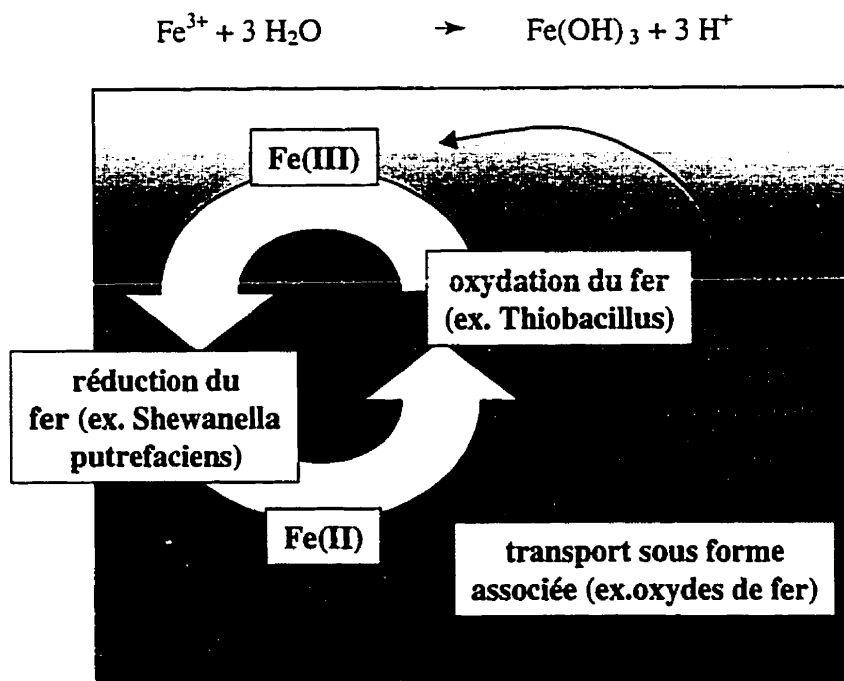 Fe³⁺ + 3 H₂O → Fe(OH)₃ + 3 H⁺
Fe(III)
oxydation du fer
(ex. Thiobacillus)
réduction du
fer (ex. Shewanella
putrefaciens)
Fe(II)
transport sous forme
associée (ex.oxydes de fer)